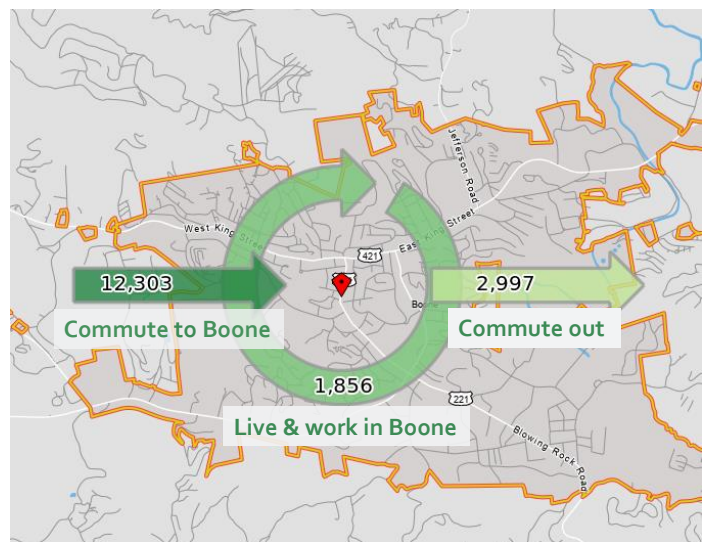 Jefferson Road
West King Street
East King Street
421
12,303
2,997
Commute to Boone
Boo
Commute out
1,856
221
Live & work in Boone
Blowing Rock Road